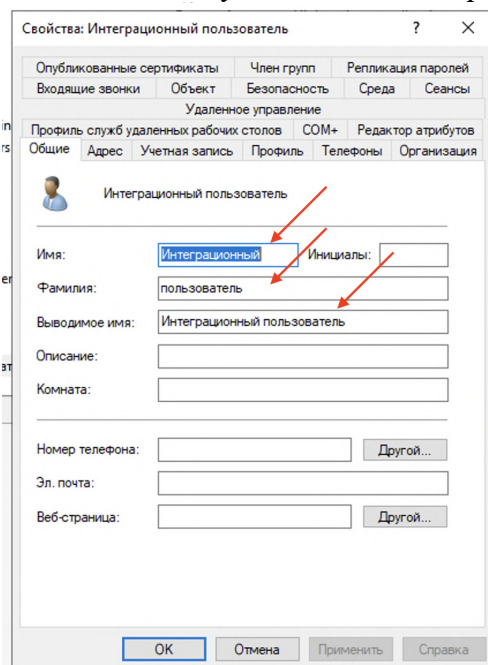 Свойства: Интеграционный пользователь ? ×
Опубликованные сертификаты Член групп Репликация паролей
Входящие звонки Объект Безопасность Среда Сеансы
Удаленное управление
Профиль служб удаленных рабочих столов COM+ Редактор атрибутов
Общие Адрес Учетная запись Профиль Телефоны Организация
Интеграционный пользователь
Имя: Интеграционный Инициалы:
Фамилия: пользователь
Выводимое имя: Интеграционный пользователь
Описание:
Комната:
Номер телефона: Другой...
Эл. почта:
Веб-страница: Другой...
ОК Отмена Применить Справка